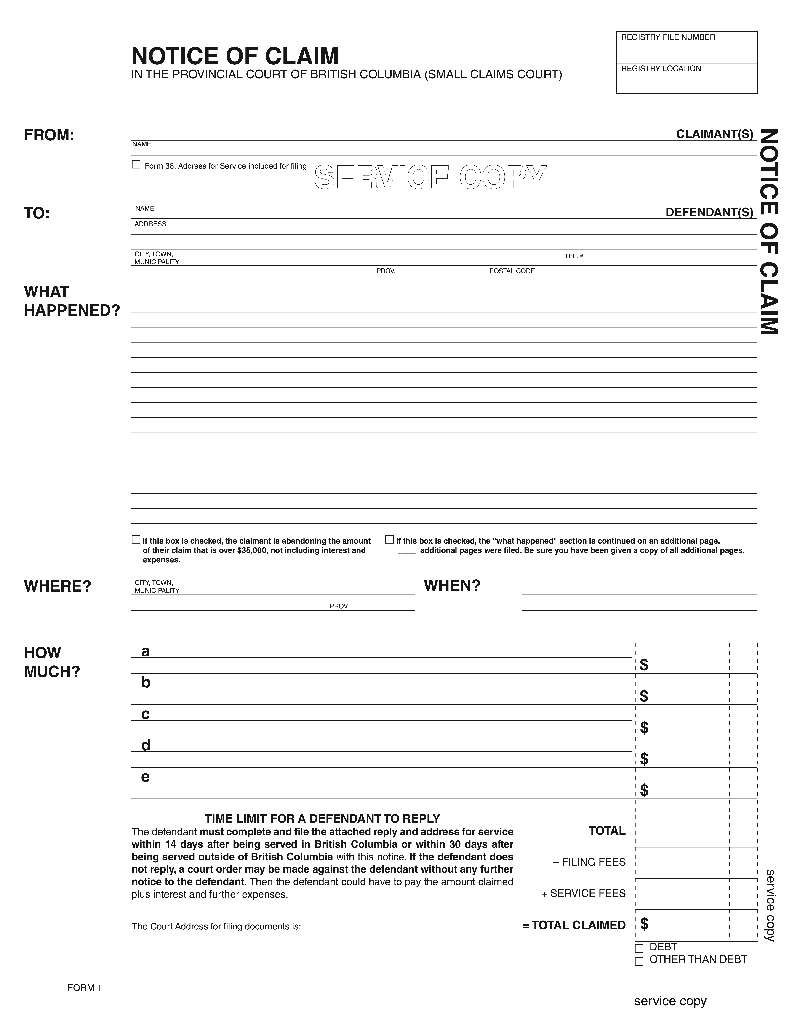 REGISTRY FILE NUMBER
REGISTRY LOCATION
NOTICE OF CLAIM
IN THE PROVINCIAL COURT OF BRITISH COLUMBIA (SMALL CLAIMS COURT)
FROM:
CLAIMANT(S)
NAME
Form 38, Address for Service included for filing
SERVICE COPY
NOTICE OF CLAIM
TO:
NAME
DEFENDANT(S)
ADDRESS
CITY, TOWN,
MUNICIPALITY
TEL.#
PROV. POSTAL CODE
WHAT
HAPPENED?
If this box is checked, the claimant is abandoning the amount
of their claim that is over $35,000, not including interest and
expenses.
If this box is checked, the "what happened" section is continued on an additional page.
____ additional pages were filed. Be sure you have been given a copy of all additional pages.
WHERE?
CITY, TOWN,
MUNICIPALITY
PROV.
WHEN?
HOW
MUCH?
a
$
b
$
c
$
d
$
e
$
TIME LIMIT FOR A DEFENDANT TO REPLY
The defendant must complete and file the attached reply and address for service
within 14 days after being served in British Columbia or within 30 days after
being served outside of British Columbia with this notice. If the defendant does
not reply, a court order may be made against the defendant without any further
notice to the defendant. Then the defendant could have to pay the amount claimed
plus interest and further expenses.
The Court Address for filing documents is:
TOTAL
+ FILING FEES
+ SERVICE FEES
= TOTAL CLAIMED $
DEBT
OTHER THAN DEBT
service copy
FORM 1
service copy